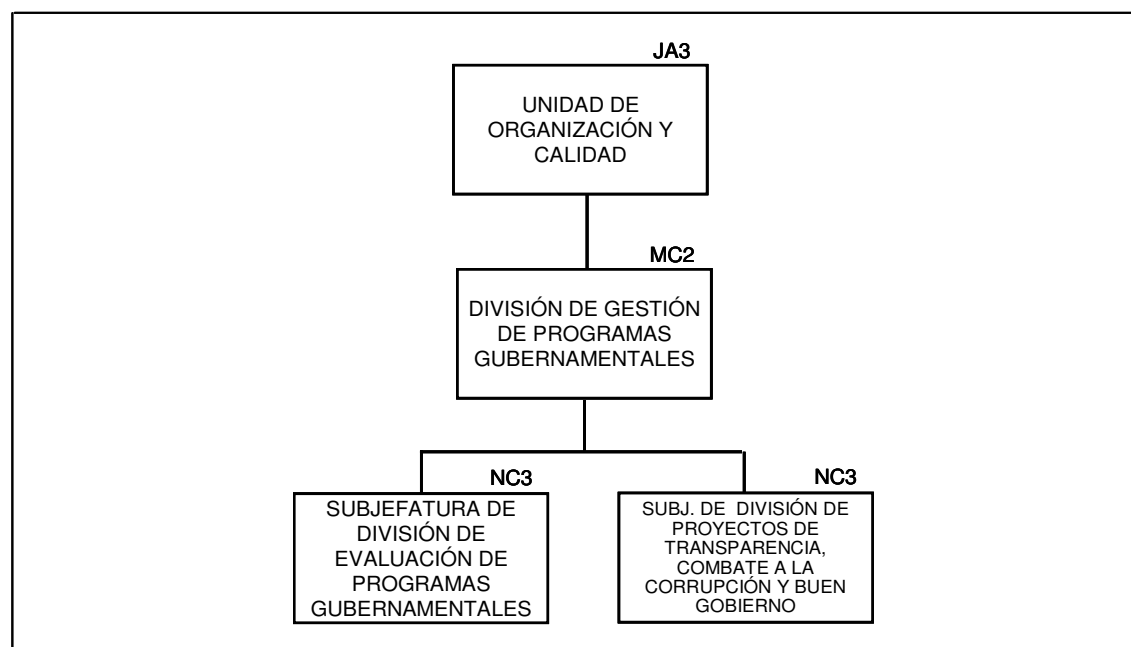 JA3
UNIDAD DE
ORGANIZACIÓN Y
CALIDAD
MC2
DIVISIÓN DE GESTIÓN
DE PROGRAMAS
GUBERNAMENTALES
NC3
SUBJEFATURA DE
DIVISIÓN DE
EVALUACIÓN DE
PROGRAMAS
GUBERNAMENTALES
NC3
SUBJ. DE DIVISIÓN DE
PROYECTOS DE
TRANSPARENCIA,
COMBATE A LA
CORRUPCIÓN Y BUEN
GOBIERNO